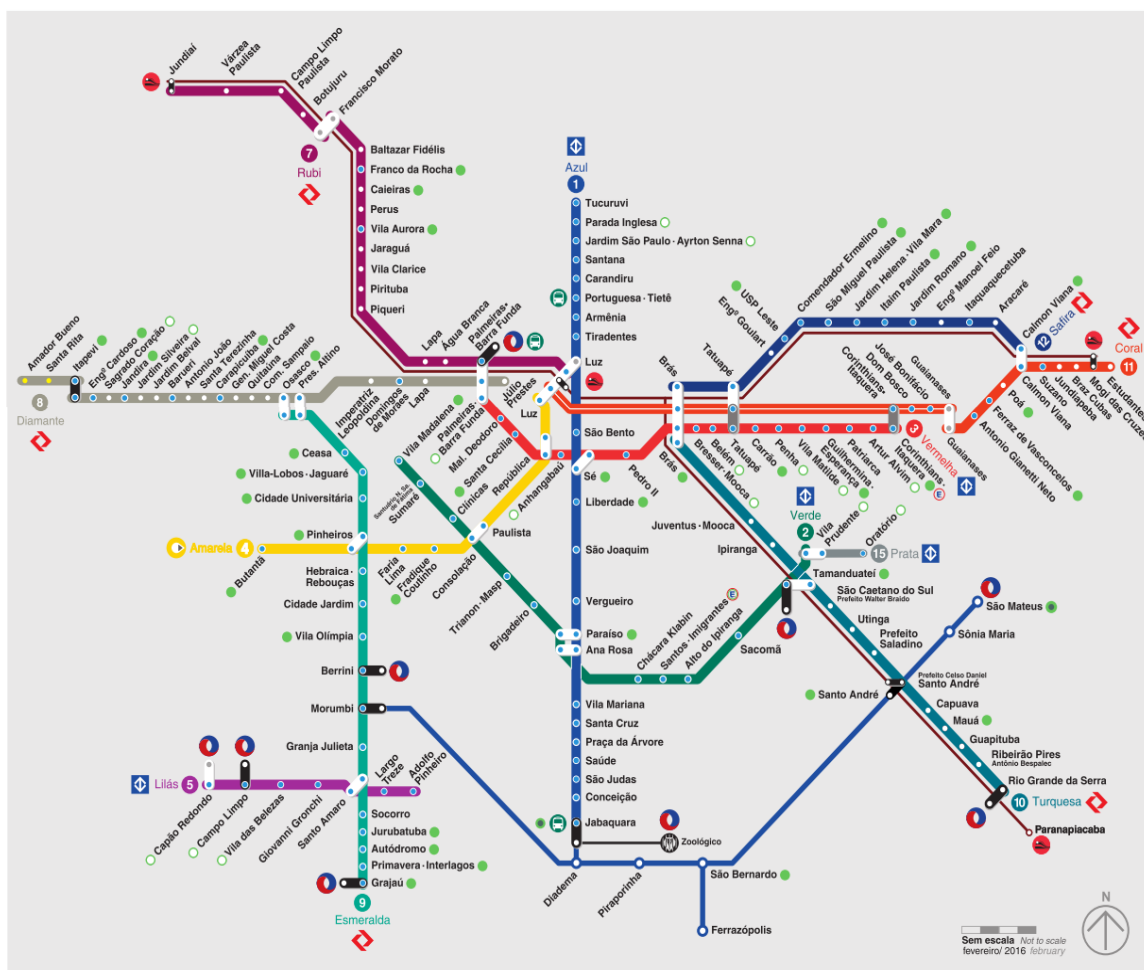 Jundiaí
Várzea
Paulista
Campo Limpo
Paulista
Botujuru
Francisco Morato
7
Rubi
Baltazar Fidélis
Franco da Rocha
Caieiras
Perus
Vila Aurora
Jaraguá
Vila Clarice
Pirituba
Piqueri
Azul
1
Tucuruvi
Parada Inglesa
Jardim São Paulo · Ayrton Senna
Santana
Carandiru
Portuguesa · Tietê
Armênia
Tiradentes
Luz
Lapa
Água Branca
Palmeiras·
Barra Funda
USP Leste
Engº Goulart
Comendador Ermelino
São Miguel Paulista
Jardim Helena · Vila Mara
Itaim Paulista
Jardim Romano
Engº Manoel Feio
Itaquaquecetuba
Aracaré
Calmon Viana
12
Safira
Coral
11
Amador Bueno
Santa Rita
Itapevi
Engº Cardoso
Sagrado Coração
Jandira
Jardim Silveira
Jardim Belval
Barueri
Antonio João
Santa Terezinha
Carapicuíba
Gen. Miguel Costa
Quitaúna
Com. Sampaio
Osasco
Pres. Altino
8
Diamante
Imperatriz
Leopoldina
Domingos
de Moraes
Lapa
Júlio
Prestes
Luz
Vila Madalena
Palmeiras·
Barra Funda
Mal. Deodoro
Santa Cecília
República
Anhangabaú
São Bento
Sé
Pedro II
Brás
Brás
Tatuapé
Bresser·Mooca
Belém
Tatuapé
Carrão
Penha
Vila Matilde
Guilhermina·
Esperança
Patriarca
Artur Alvim
Corinthians·
Itaquera
Corinthians·
Itaquera
E
Dom Bosco
José Bonifácio
Guaianases
3
Vermelha
Guaianases
Antonio Gianetti Neto
Ferraz de Vasconcelos
Poá
Calmon Viana
Suzano
Jundiapeba
Braz Cubas
Mogi das Cruzes
Estudantes
Santuário N. Sa.
de Fátima
Sumaré
Clínicas
Ceasa
Villa-Lobos·Jaguaré
Cidade Universitária
Pinheiros
Amarela
4
Butantã
Faria
Lima
Fradique
Coutinho
Paulista
Consolação
Liberdade
São Joaquim
Vergueiro
Paraíso
Ana Rosa
Trianon·Masp
Brigadeiro
Chácara Klabin
Santos · Imigrantes
E
Alto do Ipiranga
Sacomã
Verde
2
Vila
Prudente
Oratório
15
Prata
Tamanduateí
Juventus·Mooca
Ipiranga
São Caetano do Sul
Prefeito Walter Braido
Utinga
Prefeito
Saladino
São Mateus
Sônia Maria
Prefeito Celso Daniel
Santo André
Santo André
Capuava
Mauá
Guapituba
Ribeirão Pires
Antônio Bespalec
Rio Grande da Serra
10
Turquesa
Paranapiacaba
Hebraica·
Rebouças
Cidade Jardim
Vila Olímpia
Berrini
Morumbi
Granja Julieta
Lilás
5
Capão Redondo
Campo Limpo
Vila das Belezas
Giovanni Gronchi
Santo Amaro
Largo
Treze
Adolfo
Pinheiro
Socorro
Jurubatuba
Autódromo
Primavera · Interlagos
Grajaú
9
Esmeralda
Vila Mariana
Santa Cruz
Praça da Árvore
Saúde
São Judas
Conceição
Jabaquara
Zoológico
Diadema
Piraporinha
São Bernardo
Ferrazópolis
N
Sem escala Not to scale
fevereiro/ 2016 february